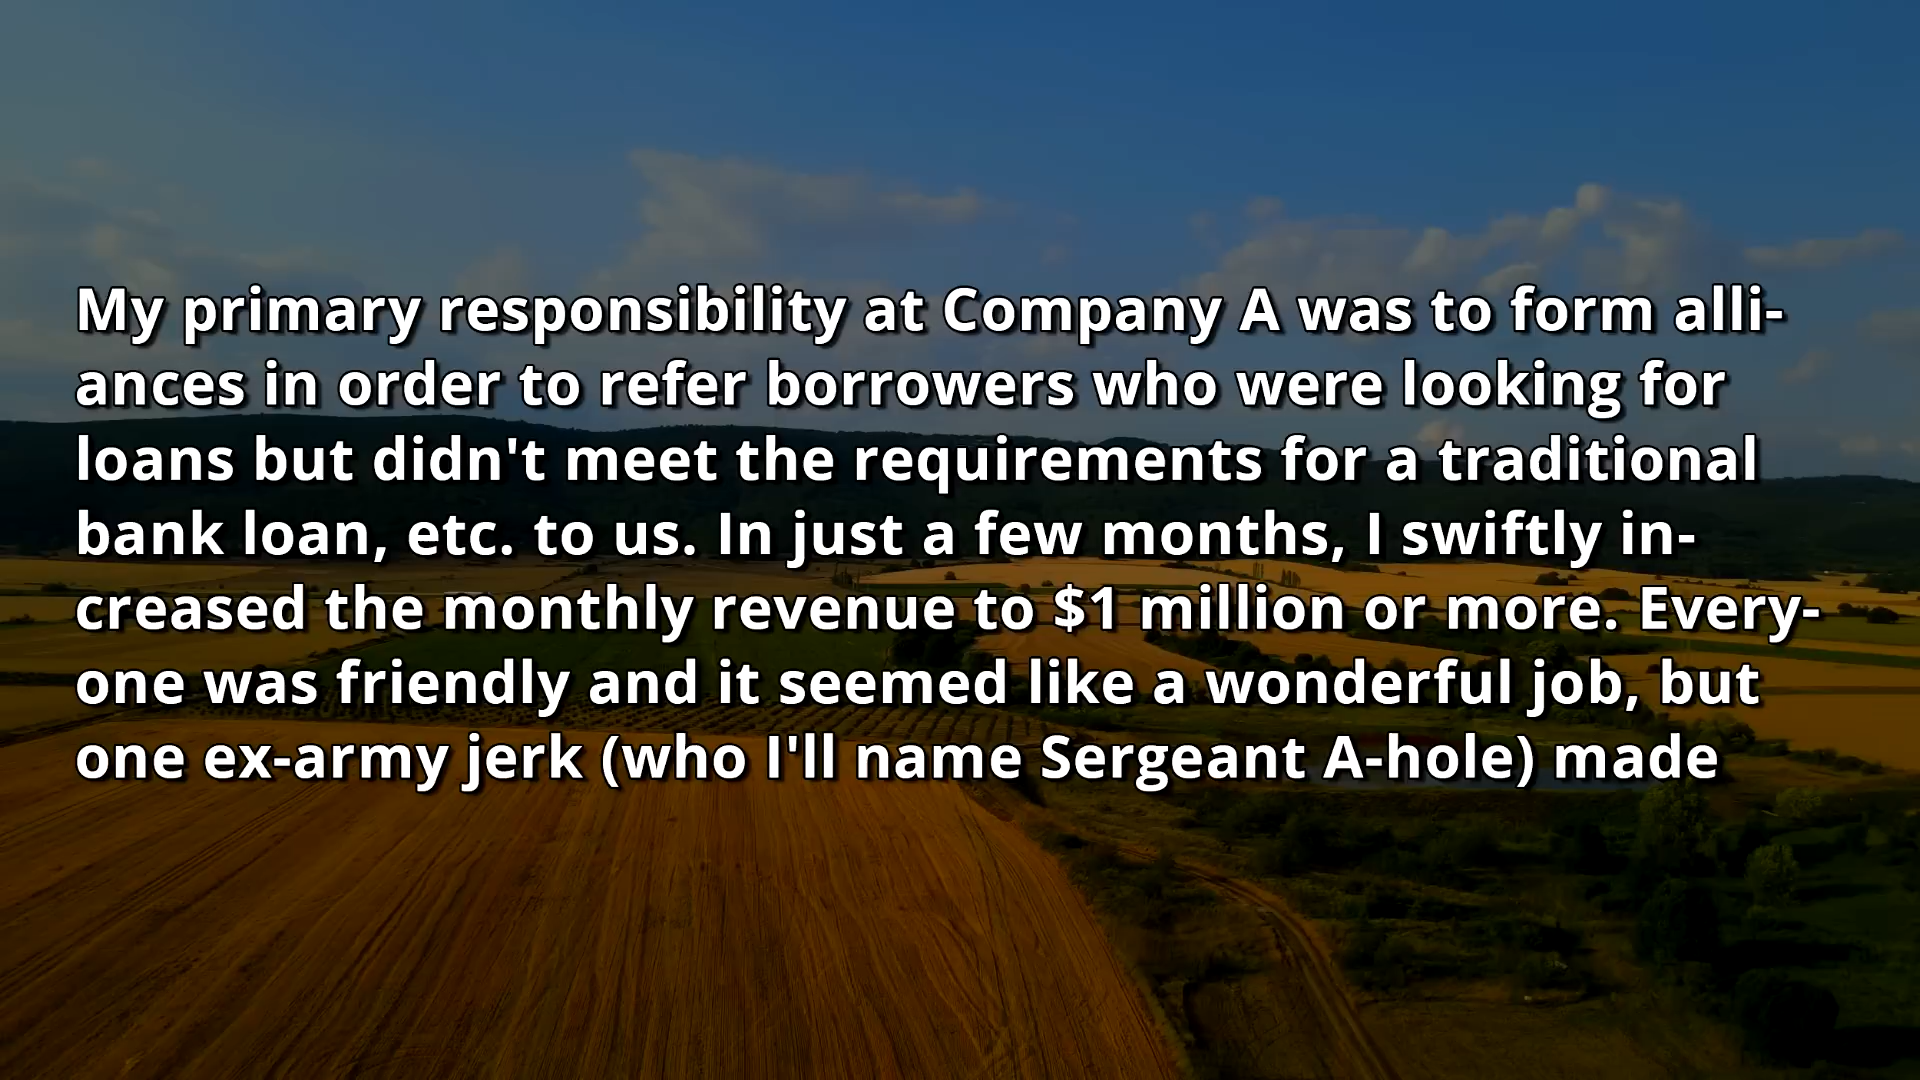 My primary responsibility at Company A was to form alli-
ances in order to refer borrowers who were looking for
loans but didn't meet the requirements for a traditional
bank loan, etc. to us. In just a few months, I swiftly in-
creased the monthly revenue to $1 million or more. Every-
one was friendly and it seemed like a wonderful job, but
one ex-army jerk (who I'll name Sergeant A-hole) made